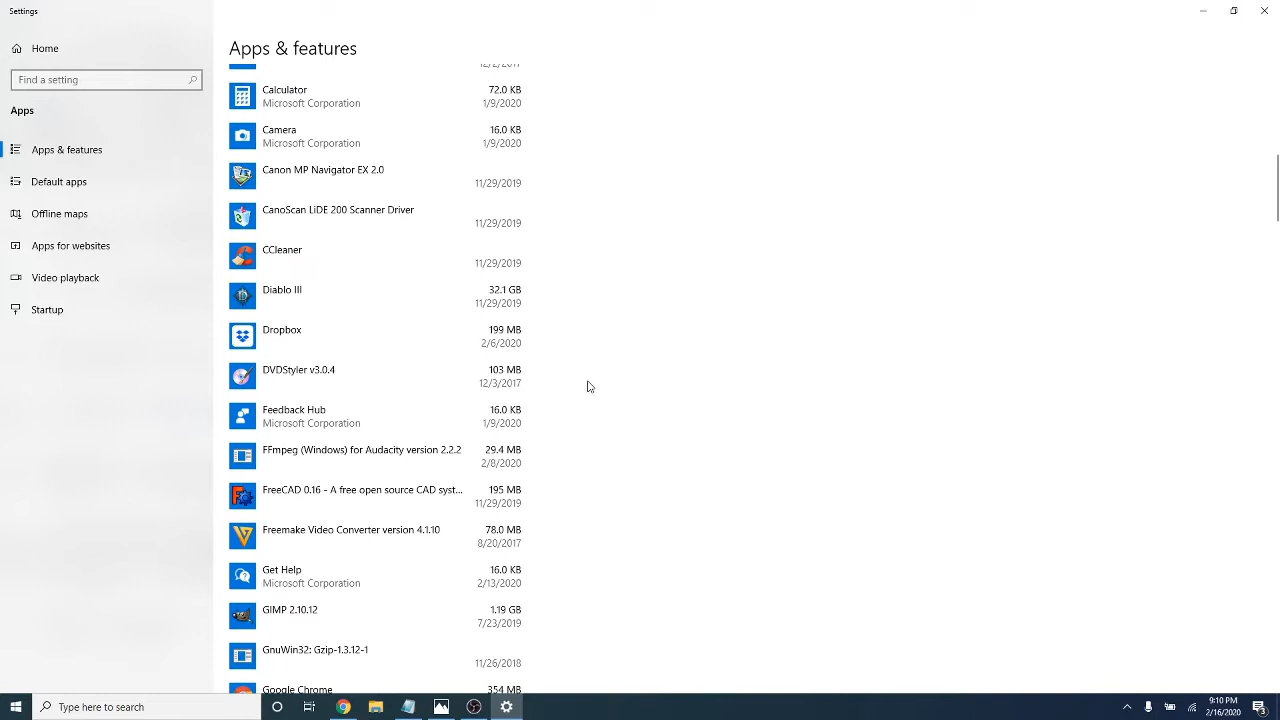 Settings
Home
Find a setting
Apps
Apps & features
Default apps
Offline maps
Apps for websites
Video playback
Startup
Apps & features
12/2/2017
Calculator 72.0 KB
Microsoft Corporation 1/9/2020
Camera 16.0 KB
Microsoft Corporation 1/9/2020
Canon MP Navigator EX 2.0
11/29/2019
CanoScan LiDE 200 Scanner Driver
11/29/2019
CCleaner
11/29/2019
Diablo III 32.1 GB
11/29/2019
Dropbox 199 MB
2/6/2020
DVDStyler v3.0.4 103 MB
12/3/2017
Feedback Hub 16.0 KB
Microsoft Corporation 1/9/2020
FFmpeg (Windows) for Audacity version 2.2.2 29.4 MB
2/8/2020
FreeCAD 0.16 - A free open source CAD syst... 195 MB
11/29/2019
Freemake Video Converter version 4.1.10 78.0 MB
8/20/2017
Get Help 16.0 KB
Microsoft Corporation 2/13/2020
GIMP 2.10.12 1.19 GB
7/23/2019
GnuWin32: Gzip-1.3.12-1
11/26/2018
Google Chrome 354 MB
Type here to search
9:10 PM
2/16/2020